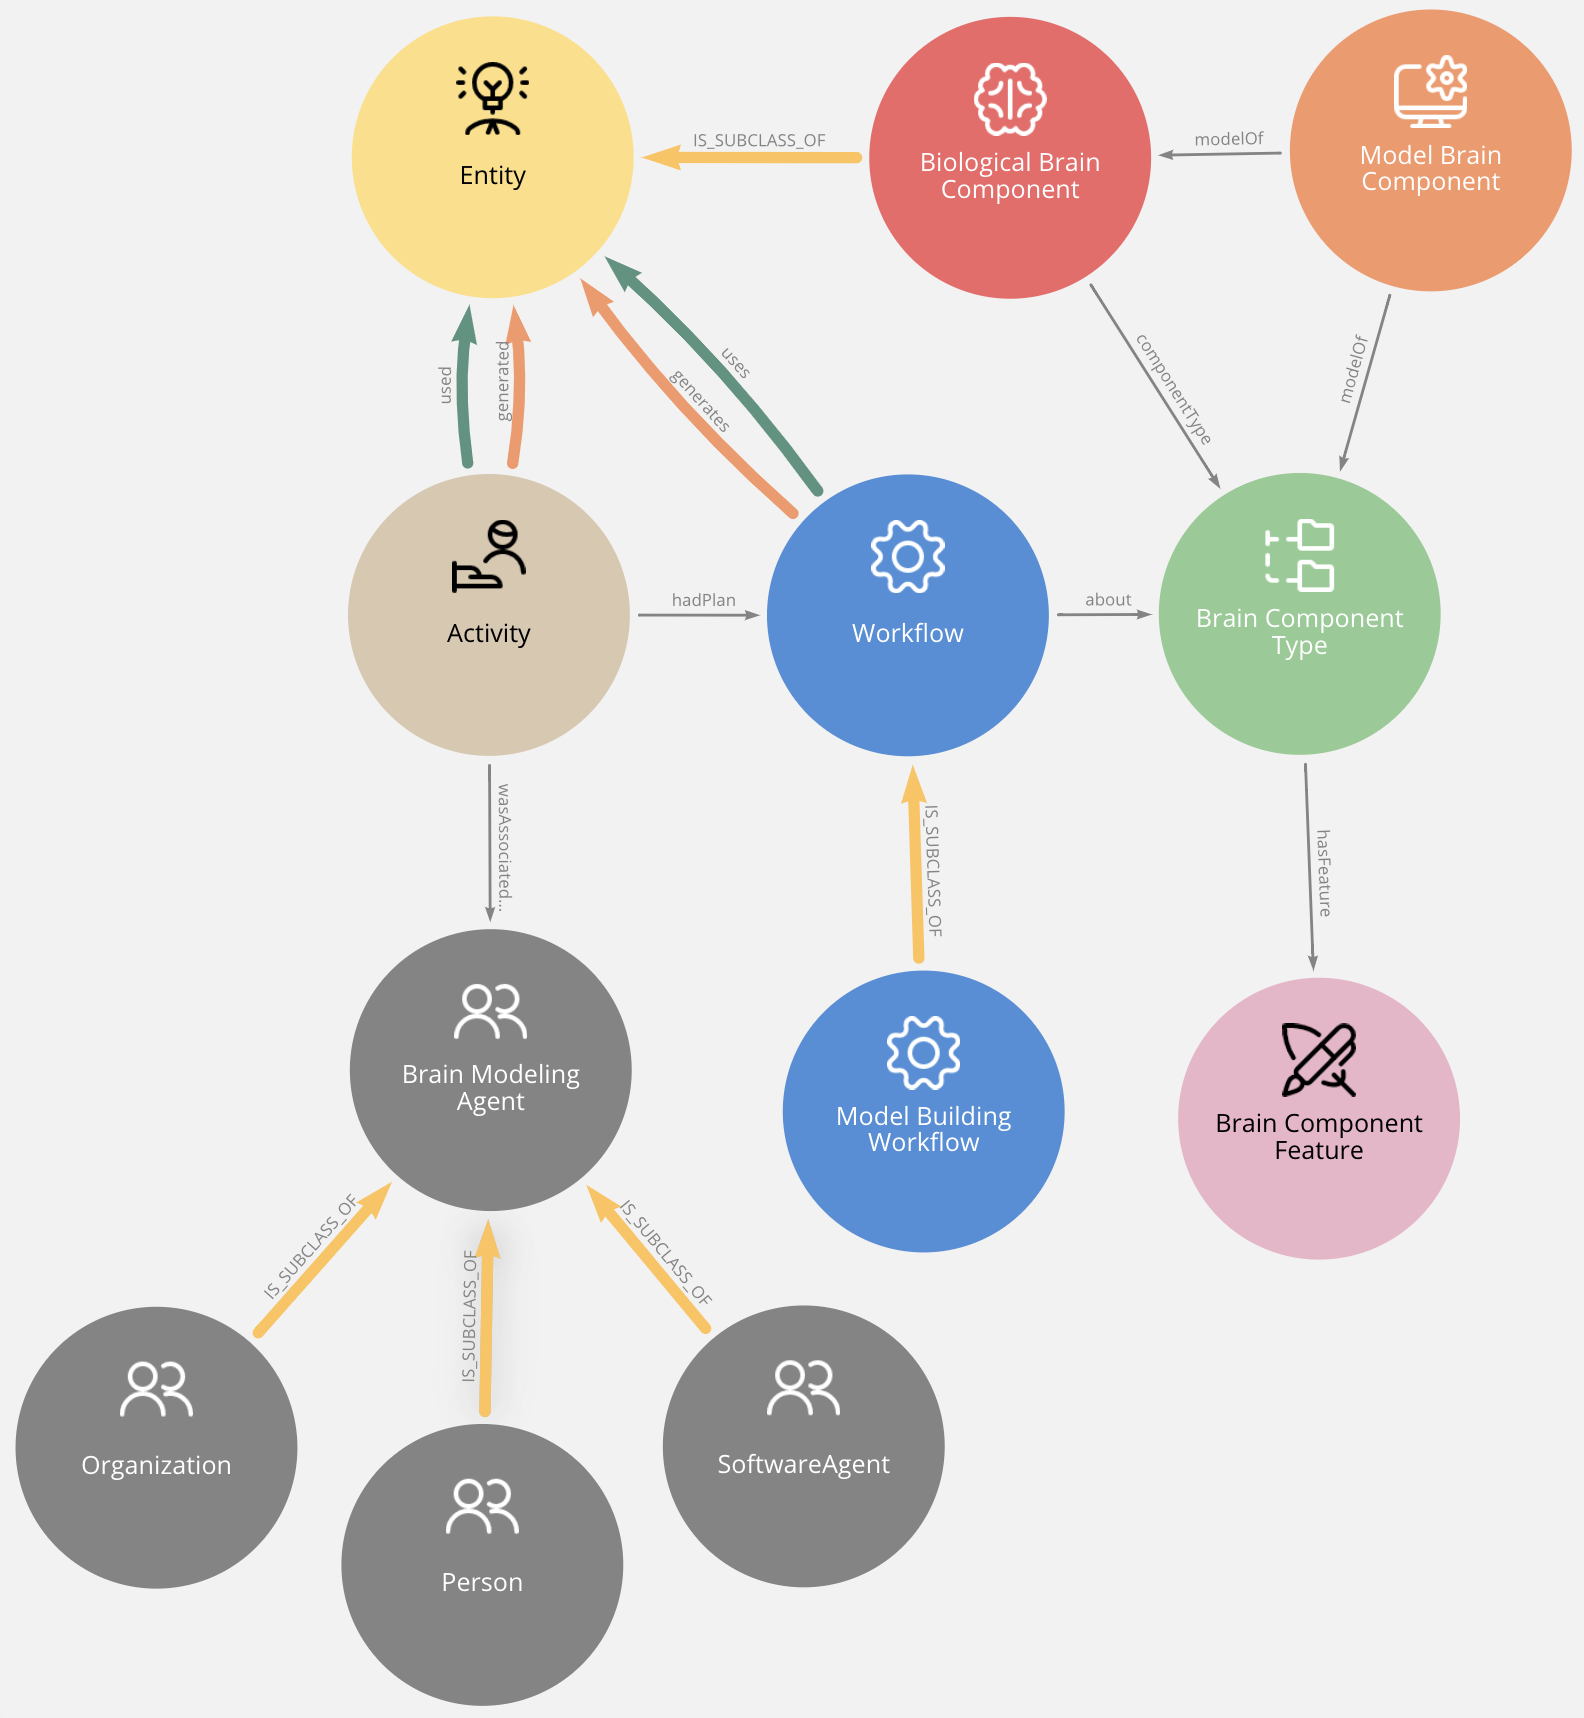 IS_SUBCLASS_OF
modelOf
Entity
Biological Brain
Component
Model Brain
Component
used
generated
generates
uses
componentType
modelOf
Activity
hadPlan
Workflow
about
Brain Component
Type
wasAssociated...
IS_SUBCLASS_OF
hasFeature
Brain Modeling
Agent
Model Building
Workflow
Brain Component
Feature
IS_SUBCLASS_OF
IS_SUBCLASS_OF
IS_SUBCLASS_OF
Organization
SoftwareAgent
Person